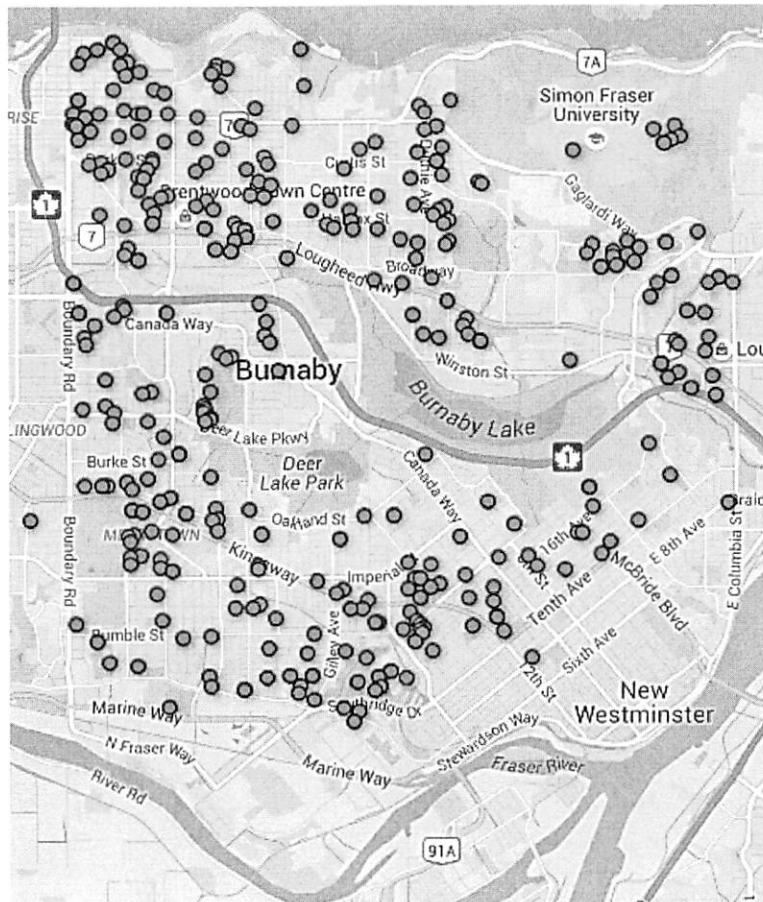 7A
Simon Fraser
University
RISE
7
Curtis St
Gaglardi Way
Brentwood Town Centre
1
Halifax St
7
Lougheed Hwy
Broadway
Boundary Rd
Canada Way
Winston St
Lou
Burnaby
Burnaby Lake
Deer Lake Pkwy
LINGWOOD
1
Burke St
Deer
Lake Park
Canada Way
Oakland St
16th Ave
E 8th Ave
E Columbia St
Kingsway
Imperial
McBride Blvd
Boundary Rd
Tenth Ave
Rumble St
Gilley Ave
Sixth Ave
12th St
New
Westminster
Marine Way
Southridge Dr
N Fraser Way
Stewardson Way
Marine Way
Fraser River
River Rd
91A